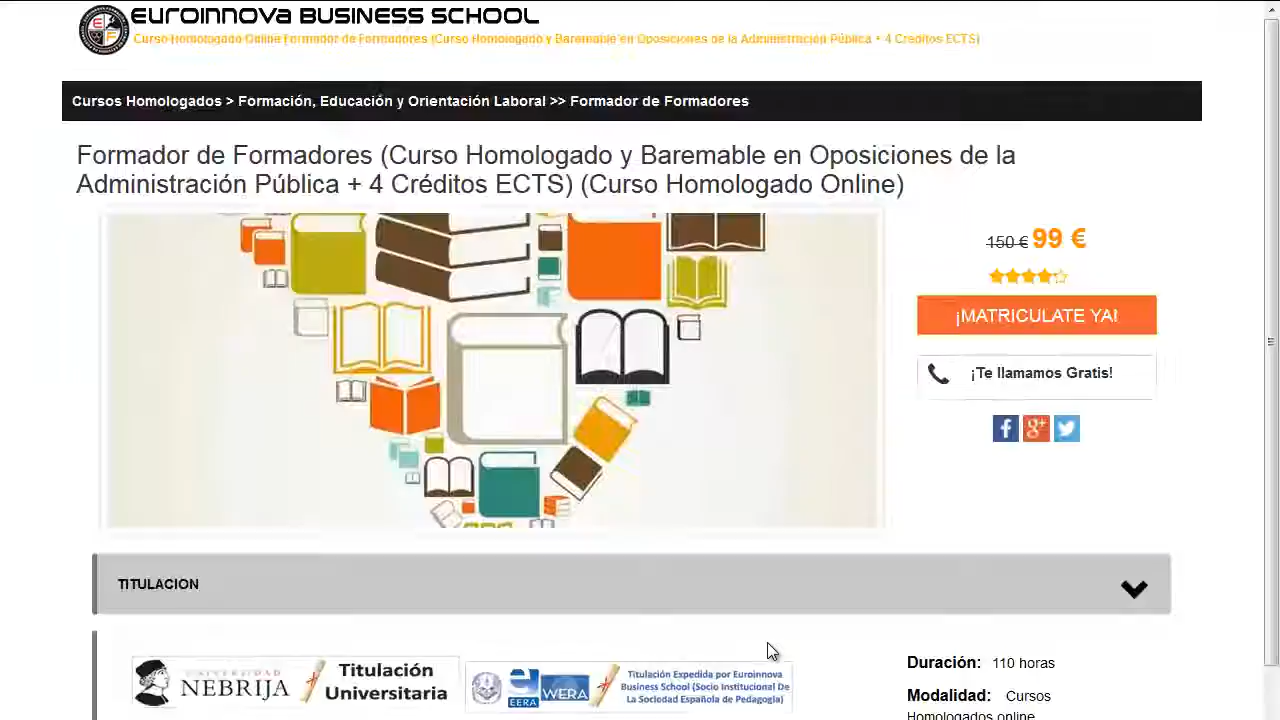 EUROINNOVA BUSINESS SCHOOL
Curso Homologado Online Formador de Formadores (Curso Homologado y Baremable en Oposiciones de la Administración Pública + 4 Creditos ECTS)
Cursos Homologados > Formación, Educación y Orientación Laboral >> Formador de Formadores
Formador de Formadores (Curso Homologado y Baremable en Oposiciones de la
Administración Pública + 4 Créditos ECTS) (Curso Homologado Online)
150 € 99 €
¡MATRICULATE YA!
¡Te llamamos Gratis!
TITULACION
UNIVERSIDAD
NEBRIJA
Titulación
Universitaria
EERA
WERA
Titulación Expedida por Euroinnova
Business School (Socio Institucional De
La Sociedad Española de Pedagogía)
Duración: 110 horas
Modalidad: Cursos
Homologados online